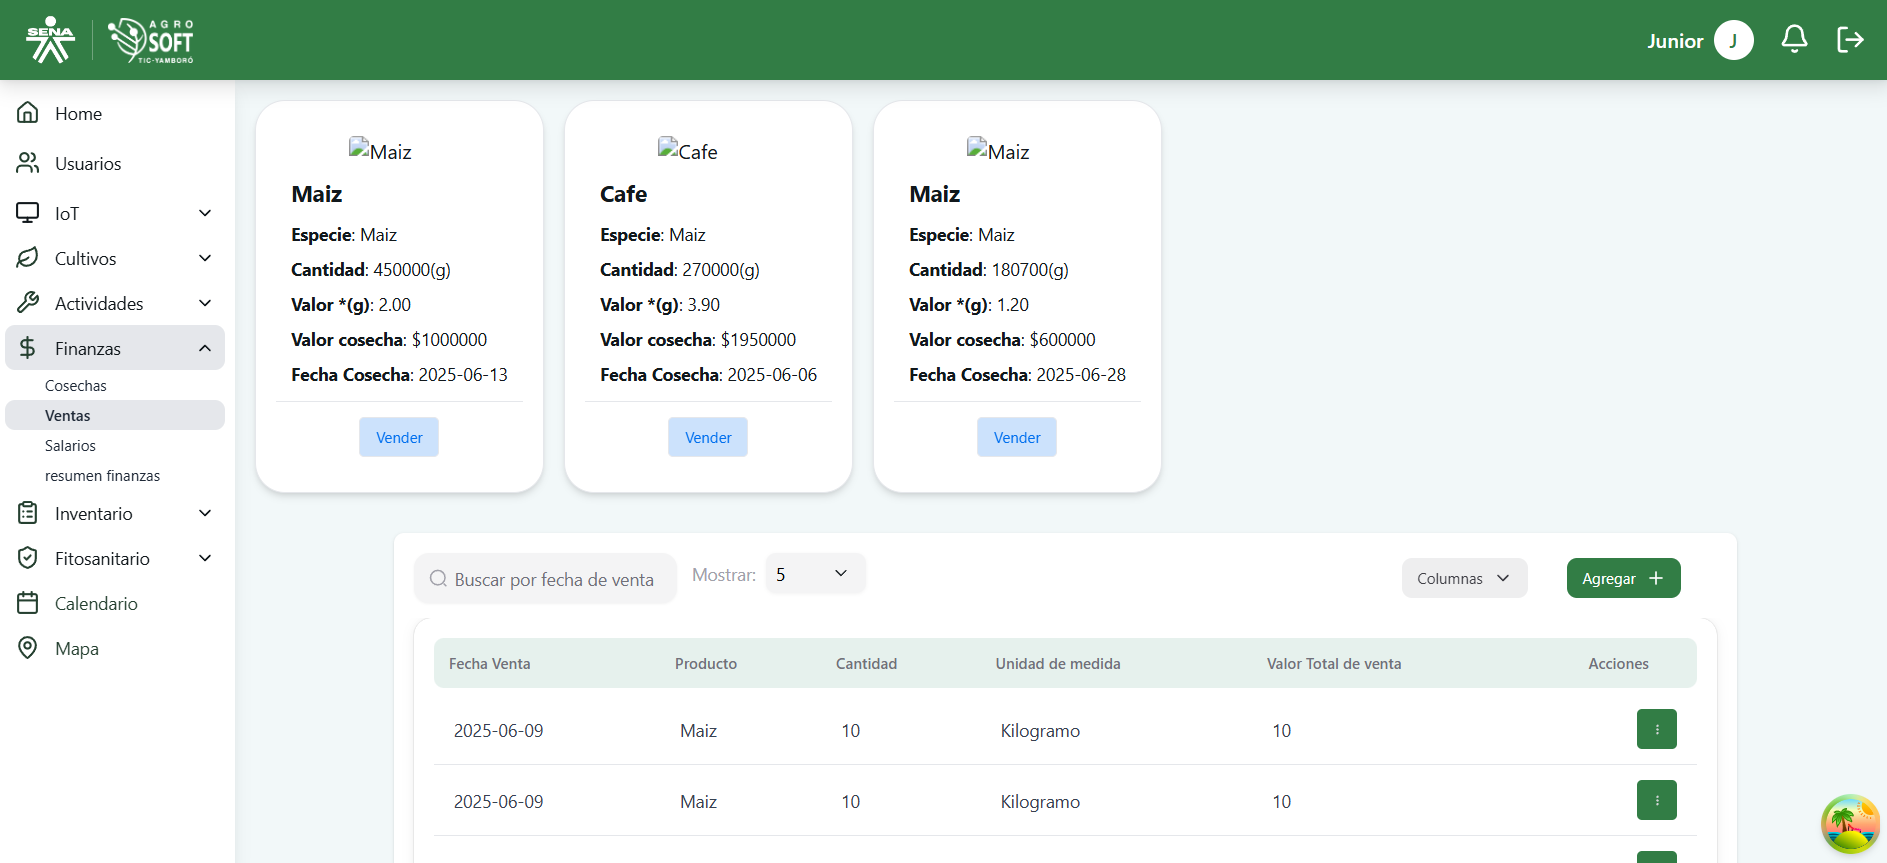 SENA
AGRO
SOFT
TIC-YAMBORÓ
Junior
J
Home
Usuarios
IoT
Cultivos
Actividades
Finanzas
Cosechas
Ventas
Salarios
resumen finanzas
Inventario
Fitosanitario
Calendario
Mapa
Maiz
Maiz
Especie: Maiz
Cantidad: 450000(g)
Valor *(g): 2.00
Valor cosecha: $1000000
Fecha Cosecha: 2025-06-13
Vender
Cafe
Cafe
Especie: Maiz
Cantidad: 270000(g)
Valor *(g): 3.90
Valor cosecha: $1950000
Fecha Cosecha: 2025-06-06
Vender
Maiz
Maiz
Especie: Maiz
Cantidad: 180700(g)
Valor *(g): 1.20
Valor cosecha: $600000
Fecha Cosecha: 2025-06-28
Vender
Buscar por fecha de venta Mostrar: 5 Columnas Agregar +
Fecha Venta Producto Cantidad Unidad de medida Valor Total de venta Acciones
2025-06-09 Maiz 10 Kilogramo 10
2025-06-09 Maiz 10 Kilogramo 10